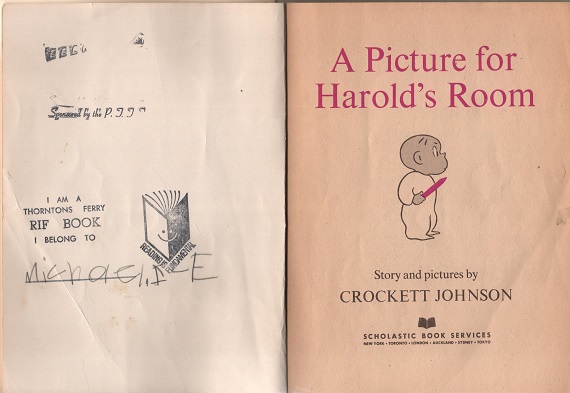 Sponsored by the P. T.
I AM A
THORNTONS FERRY
RIF BOOK
I BELONG TO
READING IS FUNDAMENTAL
Michael, E
A Picture for
Harold's Room
Story and pictures by
CROCKETT JOHNSON
SCHOLASTIC BOOK SERVICES
NEW YORK • TORONTO • LONDON • AUCKLAND • SYDNEY • TOKYO